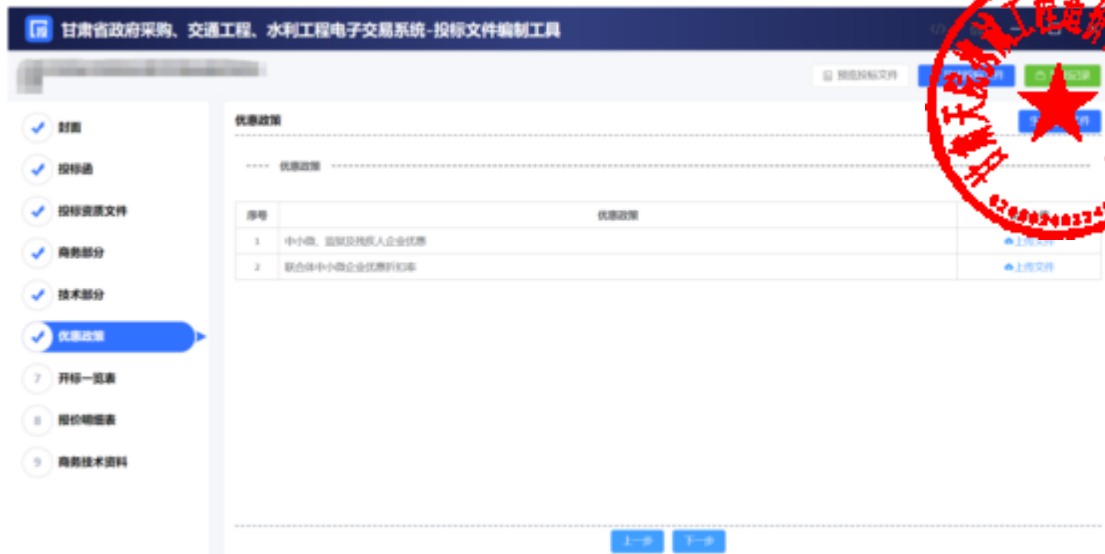 甘肃省政府采购、交通工程、水利工程电子交易系统-投标文件编制工具
预览投标文件
封面
投标函
投标资质文件
商务部分
技术部分
优惠政策
7 开标一览表
8 报价明细表
9 商务技术资料
优惠政策
优惠政策
序号 优惠政策
1 中小微、监狱及残疾人企业优惠 上传文件
2 联合体中小微企业优惠折扣率 上传文件
上一步 下一步